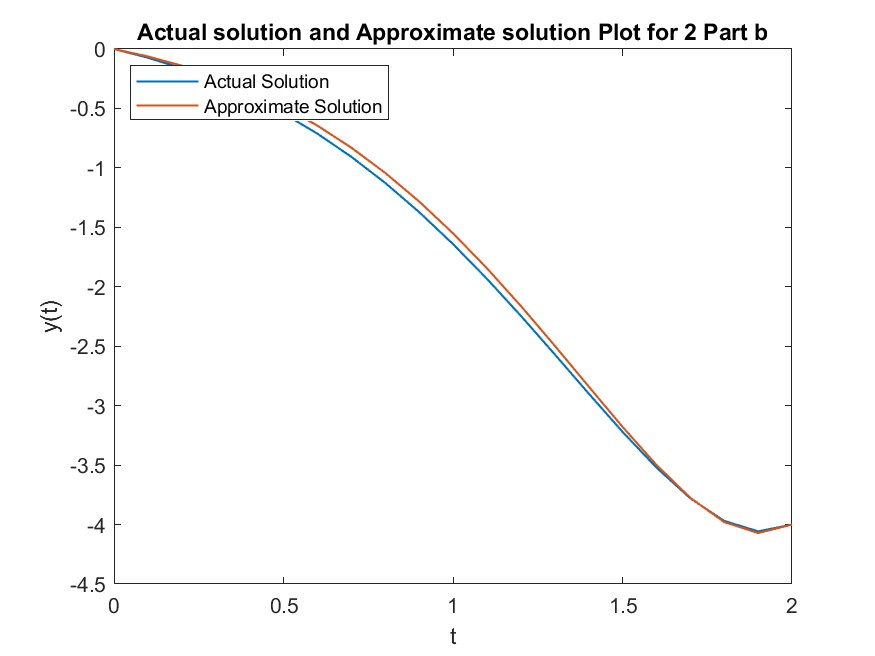 Actual solution and Approximate solution Plot for 2 Part b
0
-0.5
-1
-1.5
-2
-2.5
-3
-3.5
-4
-4.5
y(t)
Actual Solution
Approximate Solution
0 0.5 1 1.5 2
t